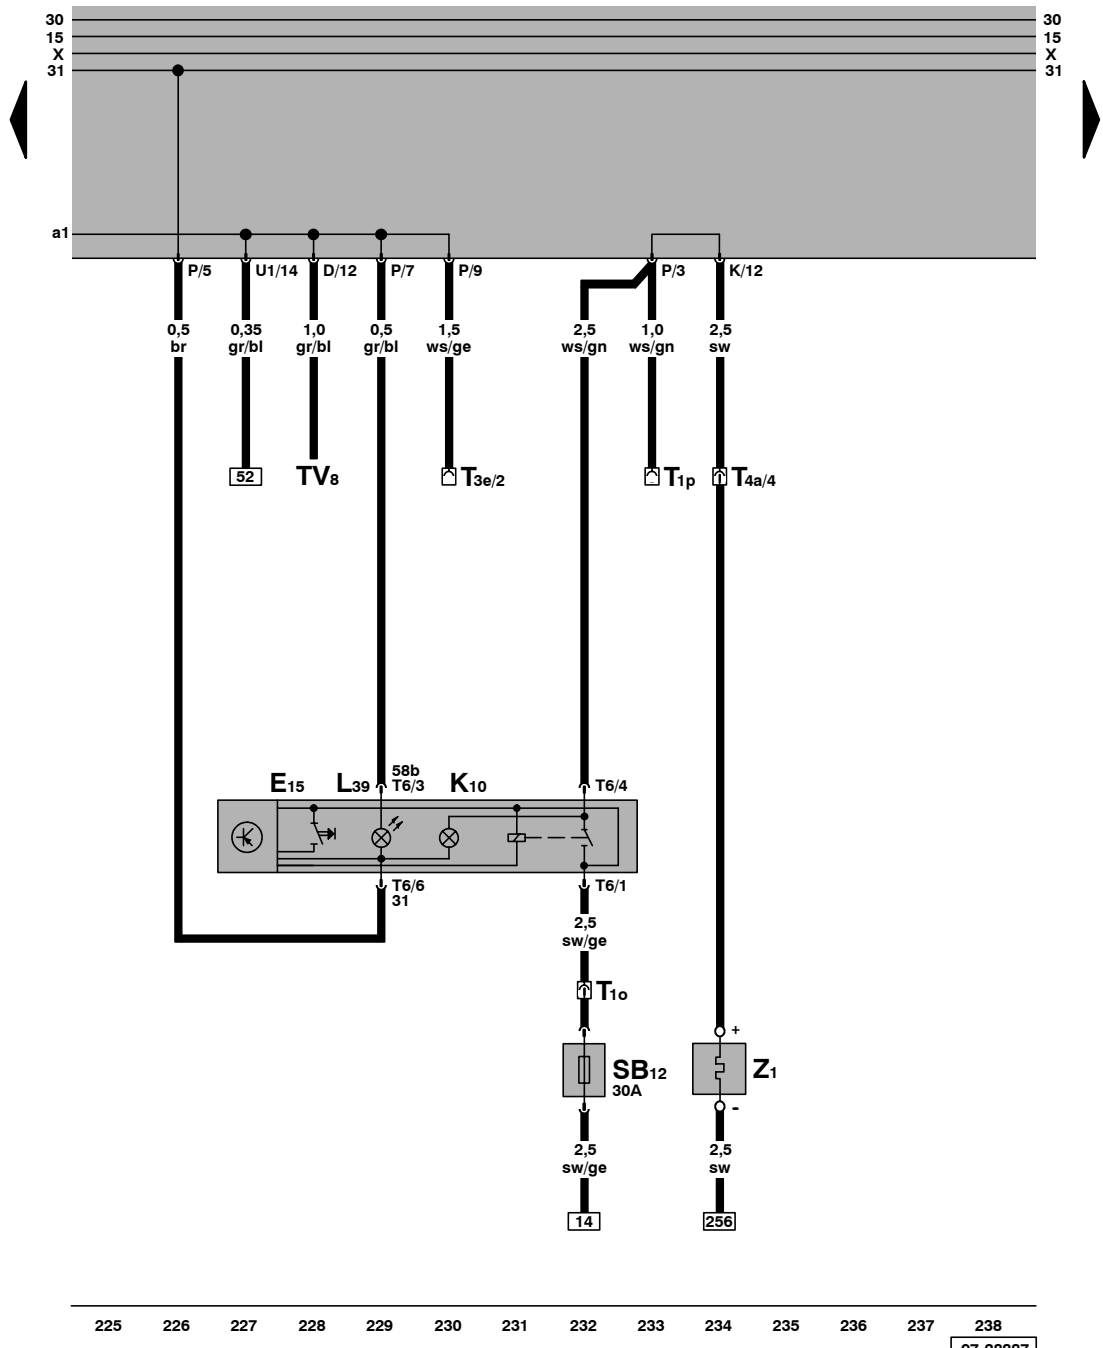 30 30
15 15
X X
31 31
a1
P/5 U1/14 D/12 P/7 P/9 P/3 K/12
0,5 0,35 1,0 0,5 1,5 2,5 1,0 2,5
br gr/bl gr/bl gr/bl ws/ge ws/gn ws/gn sw
52 TV8 T3e/2 T1p T4a/4
58b
E15 L39 T6/3 K10 T6/4
T6/6 T6/1
31
2,5
sw/ge
T1o
+
SB12 Z1
30A
-
2,5 2,5
sw/ge sw
14 256
225 226 227 228 229 230 231 232 233 234 235 236 237 238